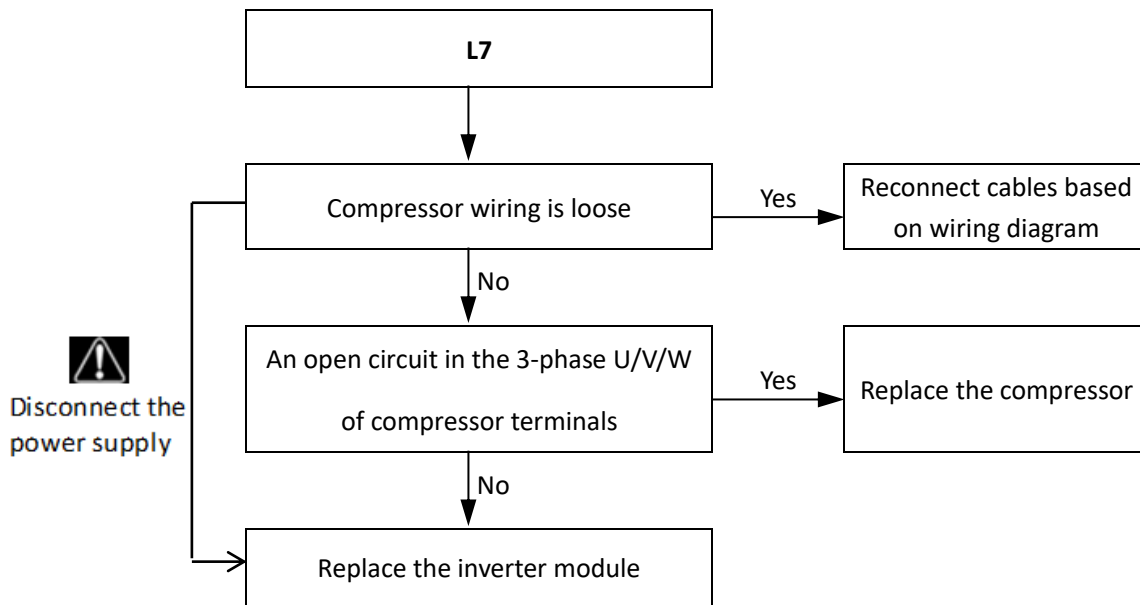 L7
Compressor wiring is loose
Yes
Reconnect cables based
on wiring diagram
No
Disconnect the
power supply
An open circuit in the 3-phase U/V/W
of compressor terminals
Yes
Replace the compressor
No
Replace the inverter module